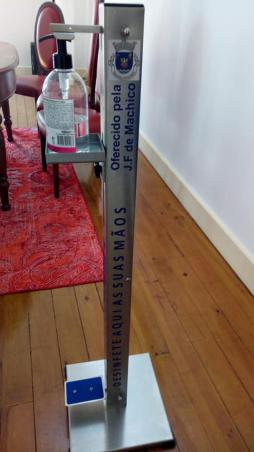 Oferecido pela
J.F de Machico
DESINFETE AQUI AS SUAS MÃOS